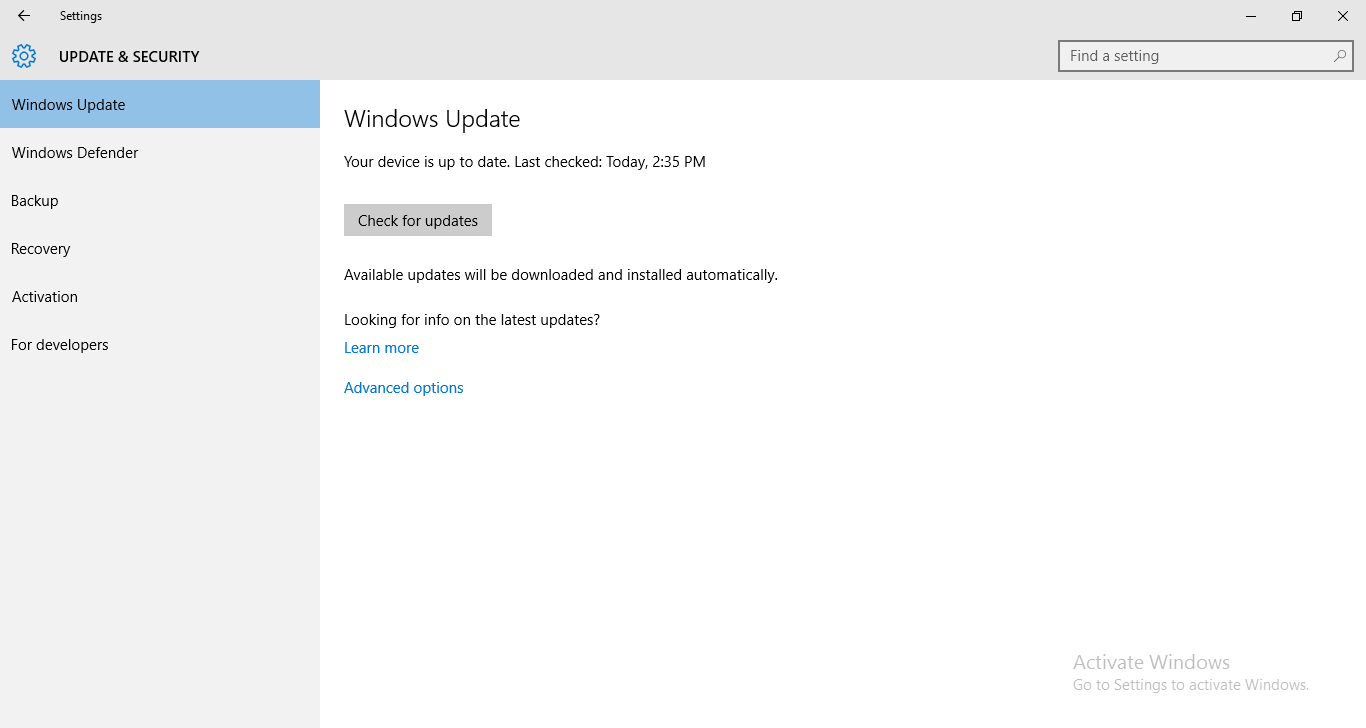 Settings
UPDATE & SECURITY
Find a setting
Windows Update
Windows Defender
Backup
Recovery
Activation
For developers
Windows Update
Your device is up to date. Last checked: Today, 2:35 PM
Check for updates
Available updates will be downloaded and installed automatically.
Looking for info on the latest updates?
Learn more
Advanced options
Activate Windows
Go to Settings to activate Windows.